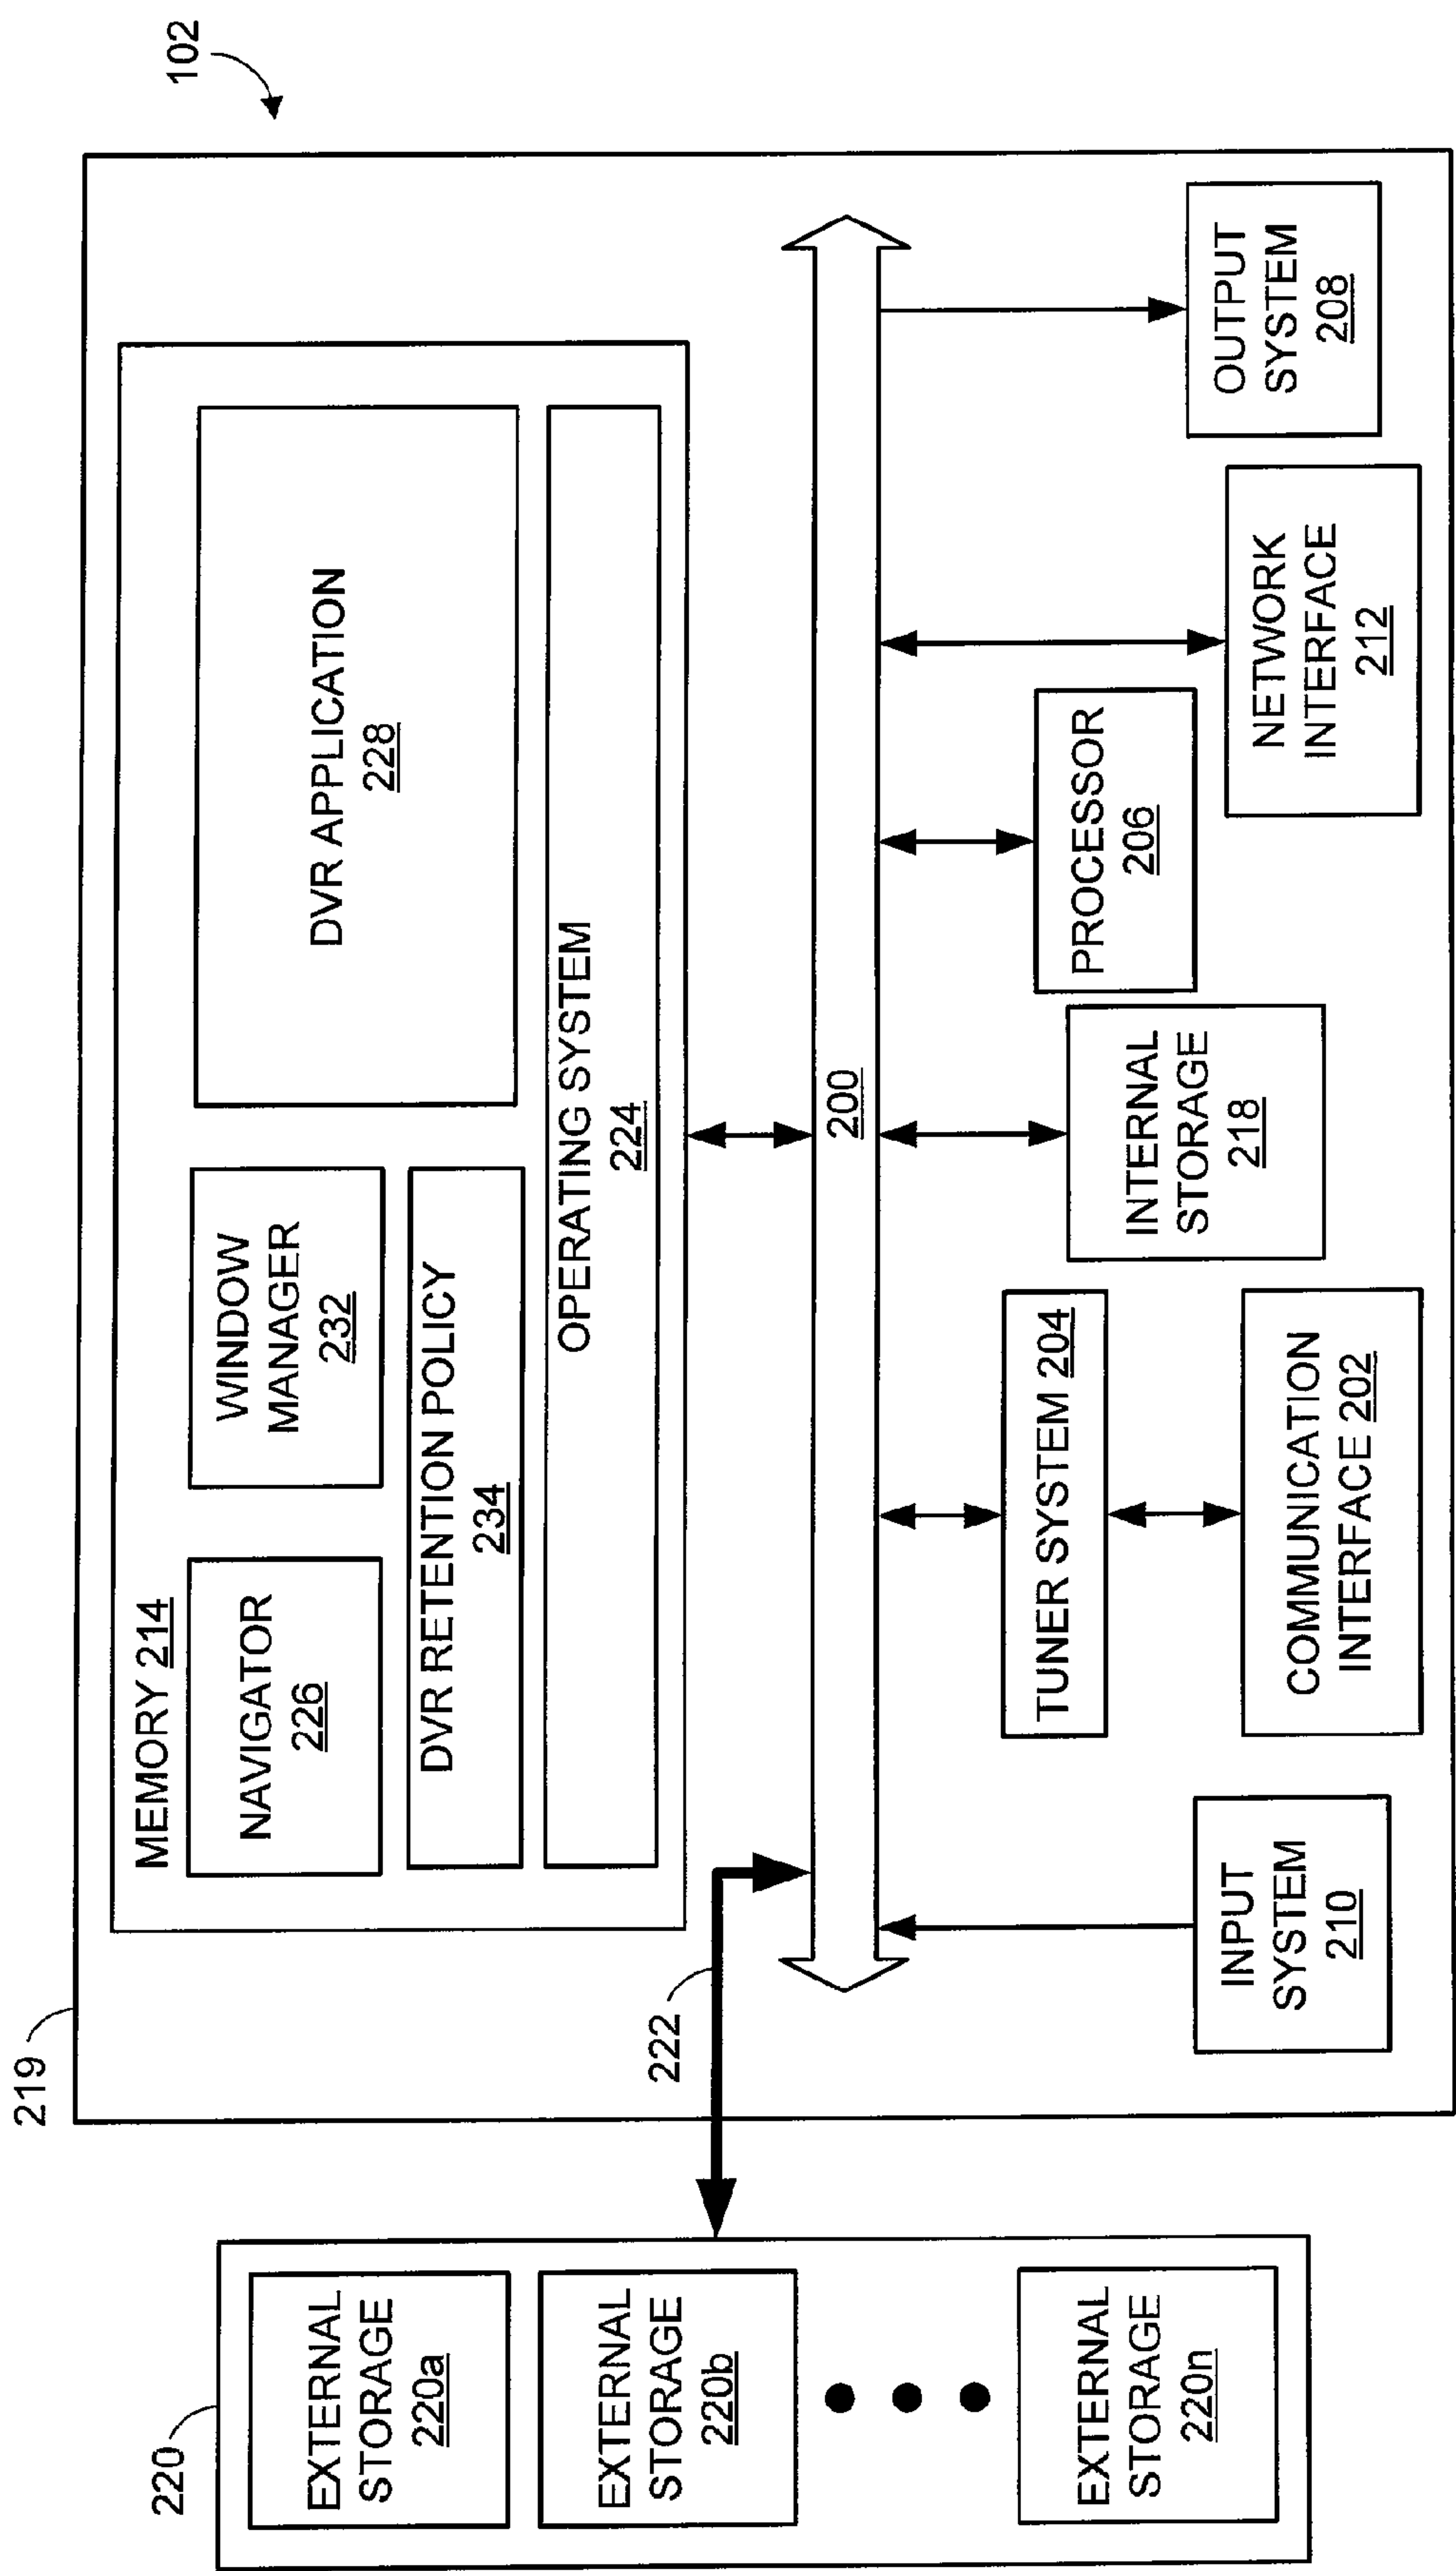 102
219
MEMORY 214
NAVIGATOR
226
WINDOW
MANAGER
232
DVR APPLICATION
228
DVR RETENTION POLICY
234
OPERATING SYSTEM
224
222
200
220
EXTERNAL
STORAGE
220a
EXTERNAL
STORAGE
220b
EXTERNAL
STORAGE
220n
INPUT
SYSTEM
210
TUNER SYSTEM 204
COMMUNICATION
INTERFACE 202
INTERNAL
STORAGE
218
PROCESSOR
206
NETWORK
INTERFACE
212
OUTPUT
SYSTEM
208